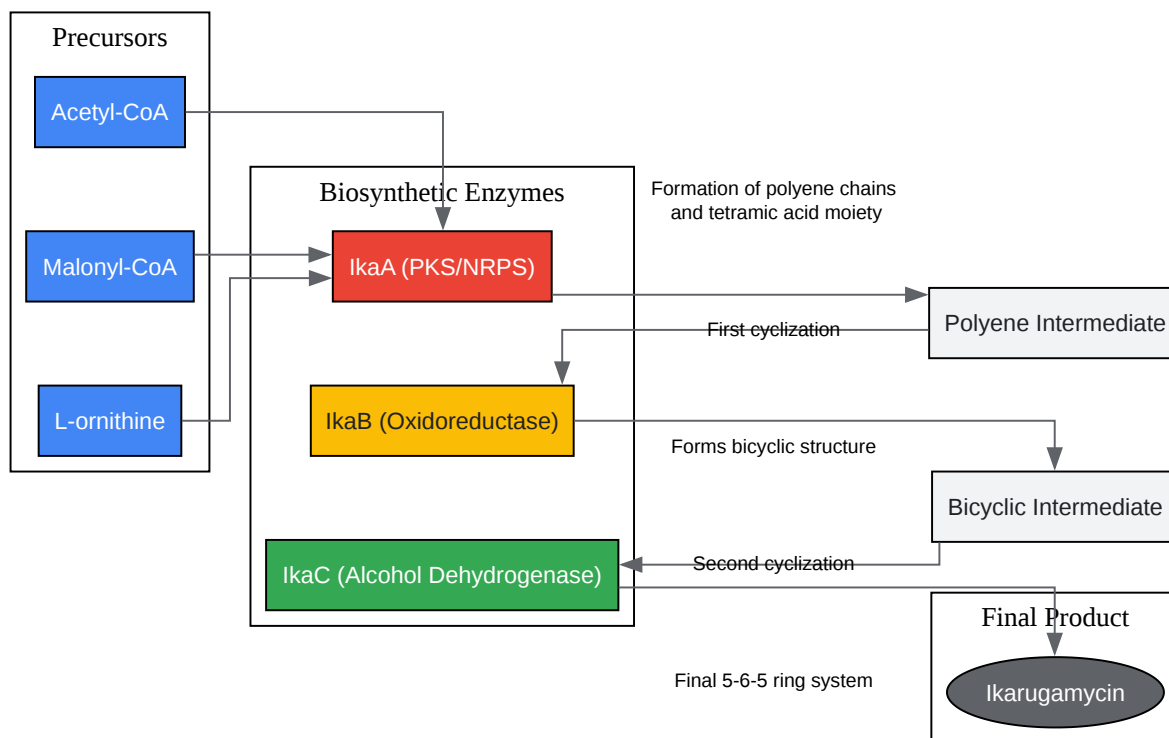 Precursors
Acetyl-CoA
Malonyl-CoA
L-ornithine
Biosynthetic Enzymes
IkaA (PKS/NRPS)
IkaB (Oxidoreductase)
IkaC (Alcohol Dehydrogenase)
Formation of polyene chains
and tetramic acid moiety
Polyene Intermediate
First cyclization
Forms bicyclic structure
Bicyclic Intermediate
Second cyclization
Final 5-6-5 ring system
Final Product
Ikarugamycin